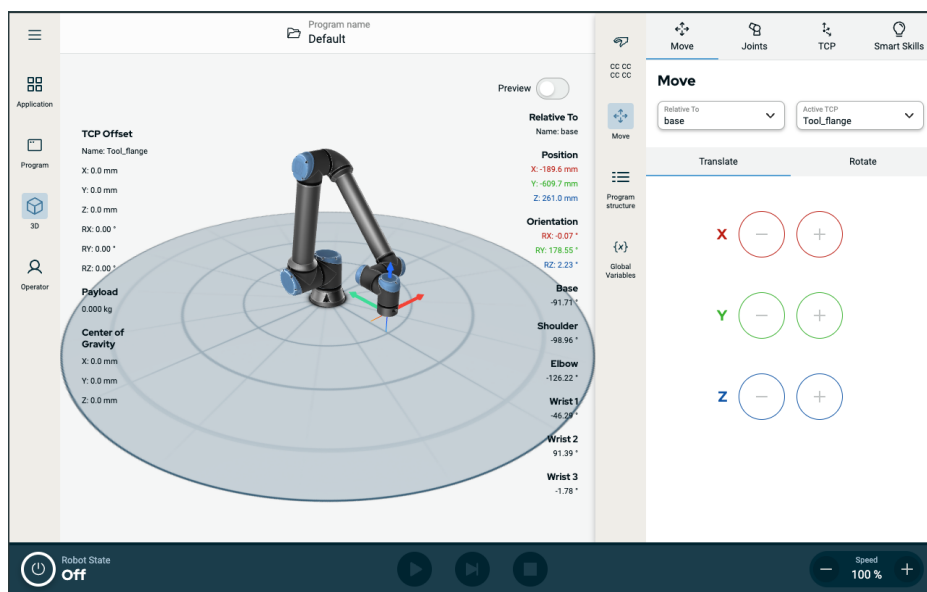 Program name
Default
Application
Program
3D
Operator
Preview
TCP Offset
Name: Tool_flange
X: 0.0 mm
Y: 0.0 mm
Z: 0.0 mm
RX: 0.00 °
RY: 0.00 °
RZ: 0.00 °
Payload
0.000 kg
Center of
Gravity
X: 0.0 mm
Y: 0.0 mm
Z: 0.0 mm
Relative To
Name: base
Position
X: -189.6 mm
Y: -609.7 mm
Z: 261.0 mm
Orientation
RX: -0.07 °
RY: 178.55 °
RZ: 2.23 °
Base
-91.71 °
Shoulder
-98.96 °
Elbow
-126.22 °
Wrist 1
-46.29 °
Wrist 2
91.39 °
Wrist 3
-1.78 °
CC CC
CC CC
Move
Program
structure
{x}
Global
Variables
Move
Joints
TCP
Smart Skills
Move
Relative To
base
Active TCP
Tool_flange
Translate
Rotate
X − +
Y − +
Z − +
Robot State
Off
Speed
− 100 % +